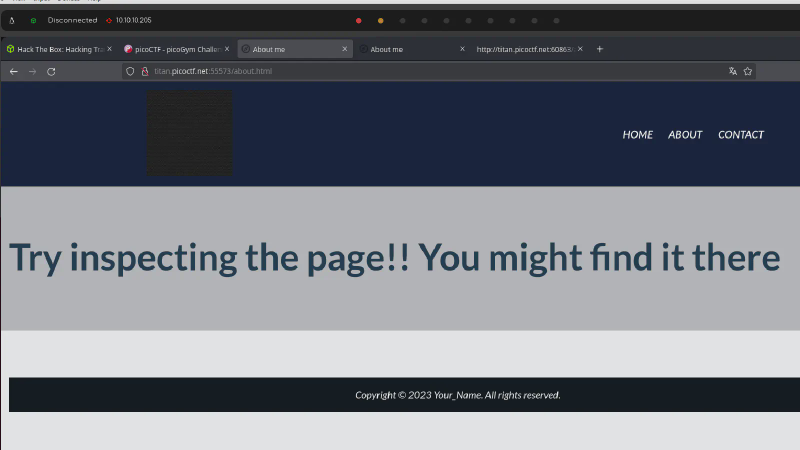 Disconnected 10.10.10.205
Hack The Box: Hacking Tra picoCTF - picoGym Challen About me About me http://titan.picoctf.net:60863/
titan.picoctf.net:55573/about.html
HOME ABOUT CONTACT
Try inspecting the page!! You might find it there
Copyright © 2023 Your_Name. All rights reserved.